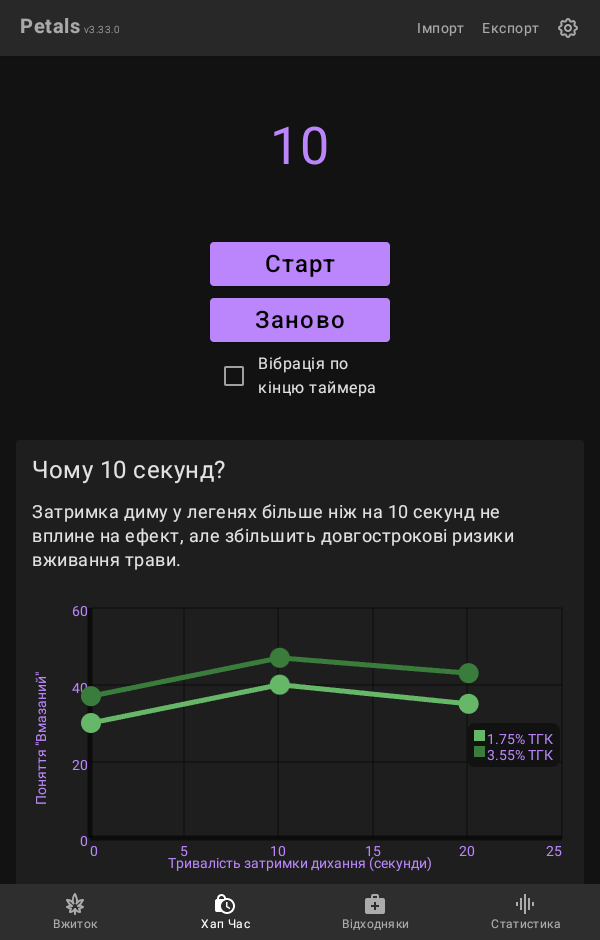 Petals v3.33.0
Імпорт Експорт
10
Старт
Заново
Вібрація по
кінцю таймера
Чому 10 секунд?
Затримка диму у легенях більше ніж на 10 секунд не
вплине на ефект, але збільшить довгострокові ризики
вживання трави.
60
40
20
0
Поняття "Вмазаний"
1.75% ТГК
3.55% ТГК
0 5 10 15 20 25
Тривалість затримки дихання (секунди)
Вжиток Хап Час Відходняки Статистика